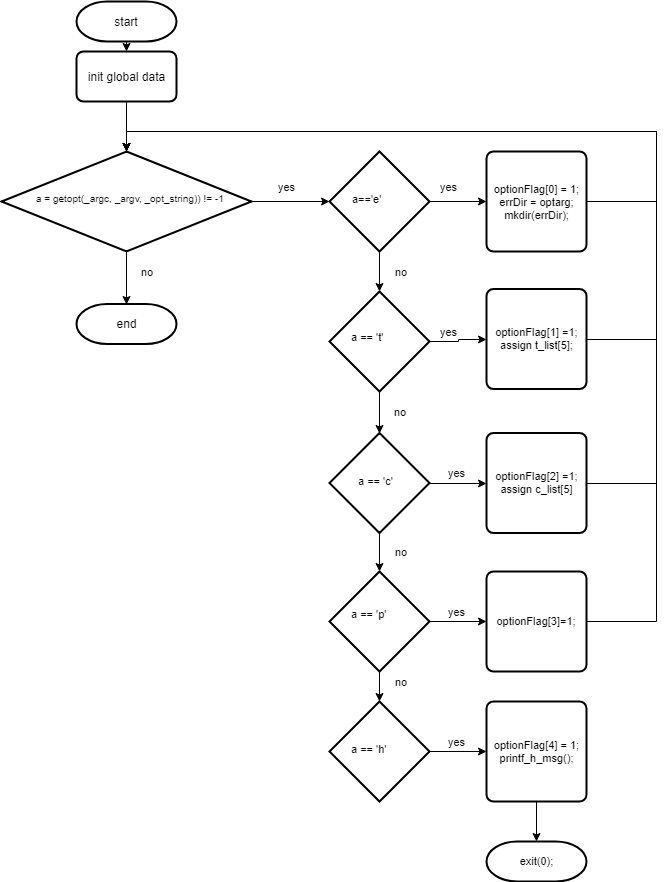 start
init global data
a = getopt(_argc, _argv, _opt_string)) != -1
yes
a=='e'
yes
optionFlag[0] = 1;
errDir = optarg;
mkdir(errDir);
no
no
end
a == 't'
yes
optionFlag[1] =1;
assign t_list[5];
no
a == 'c'
yes
optionFlag[2] =1;
assign c_list[5]
no
a == 'p'
yes
optionFlag[3]=1;
no
a == 'h'
yes
optionFlag[4] = 1;
printf_h_msg();
exit(0);